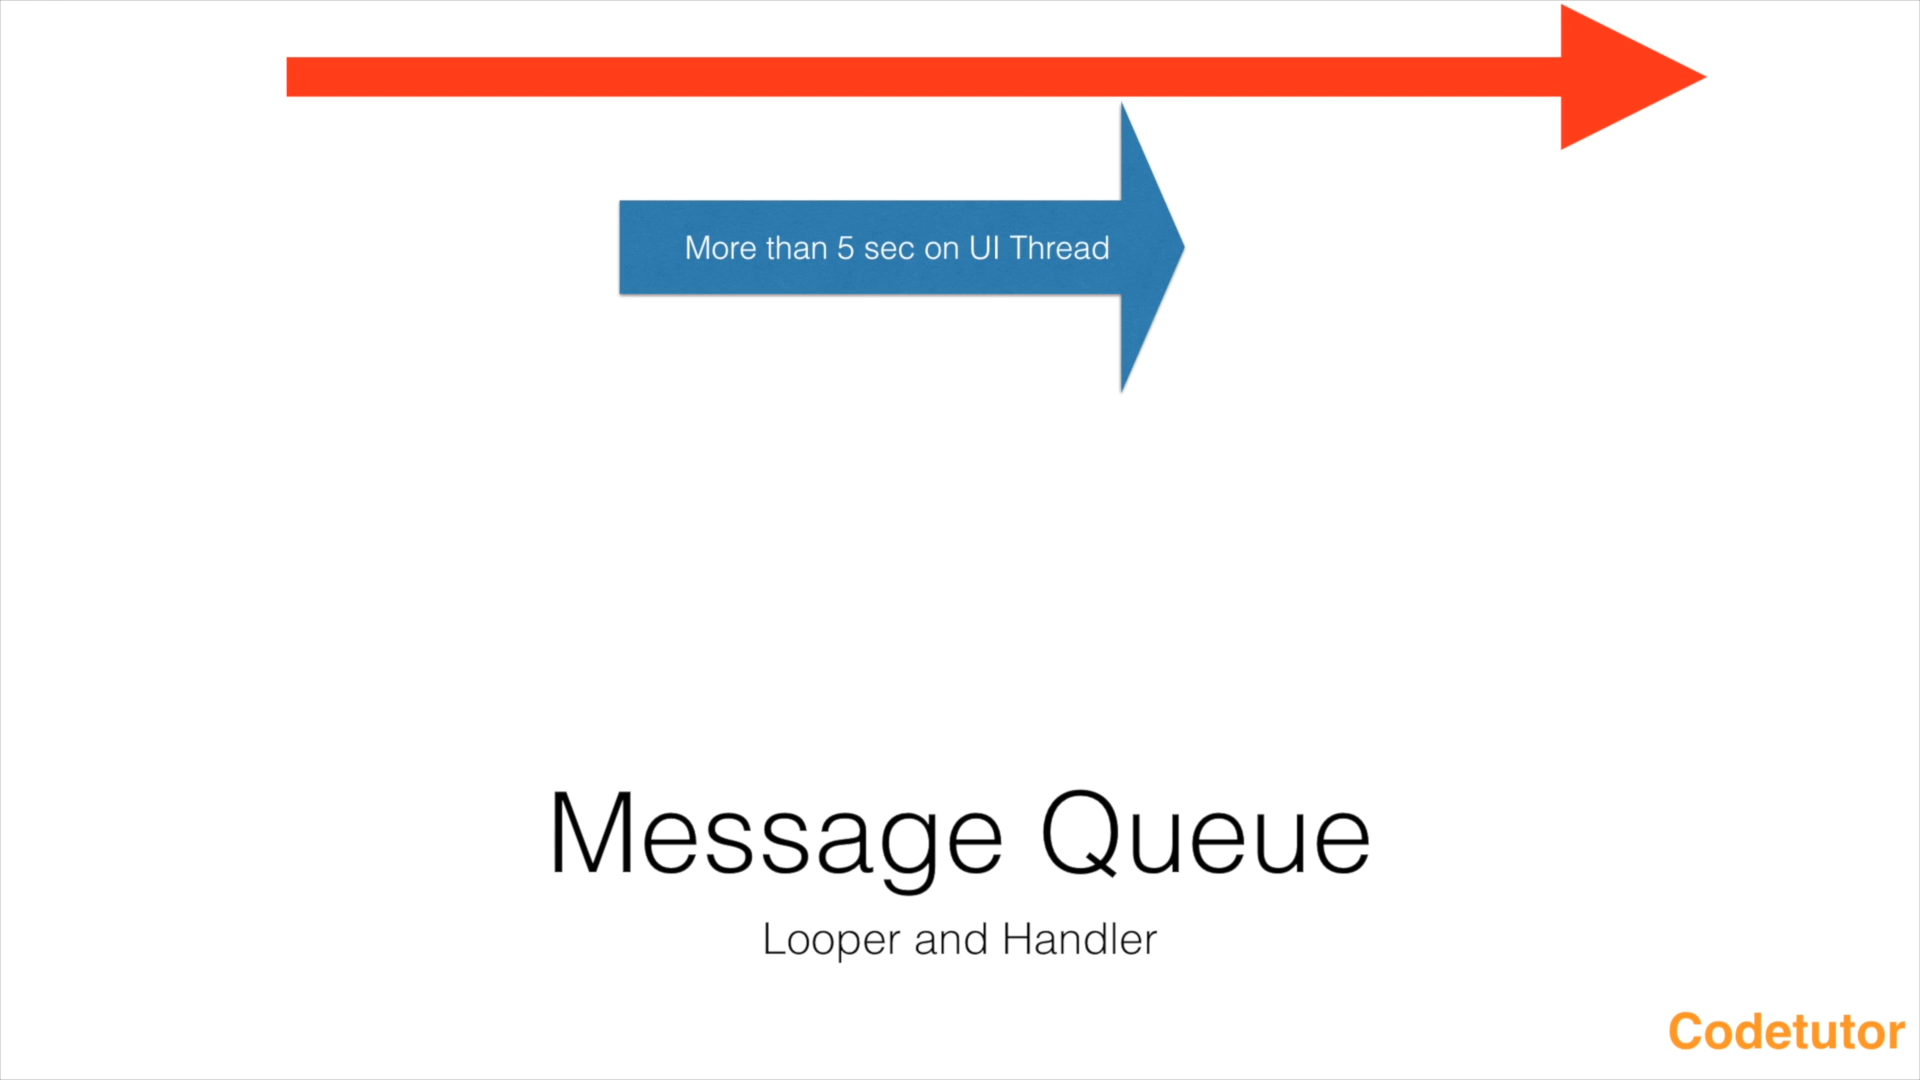 More than 5 sec on UI Thread
Message Queue
Looper and Handler
Codetutor